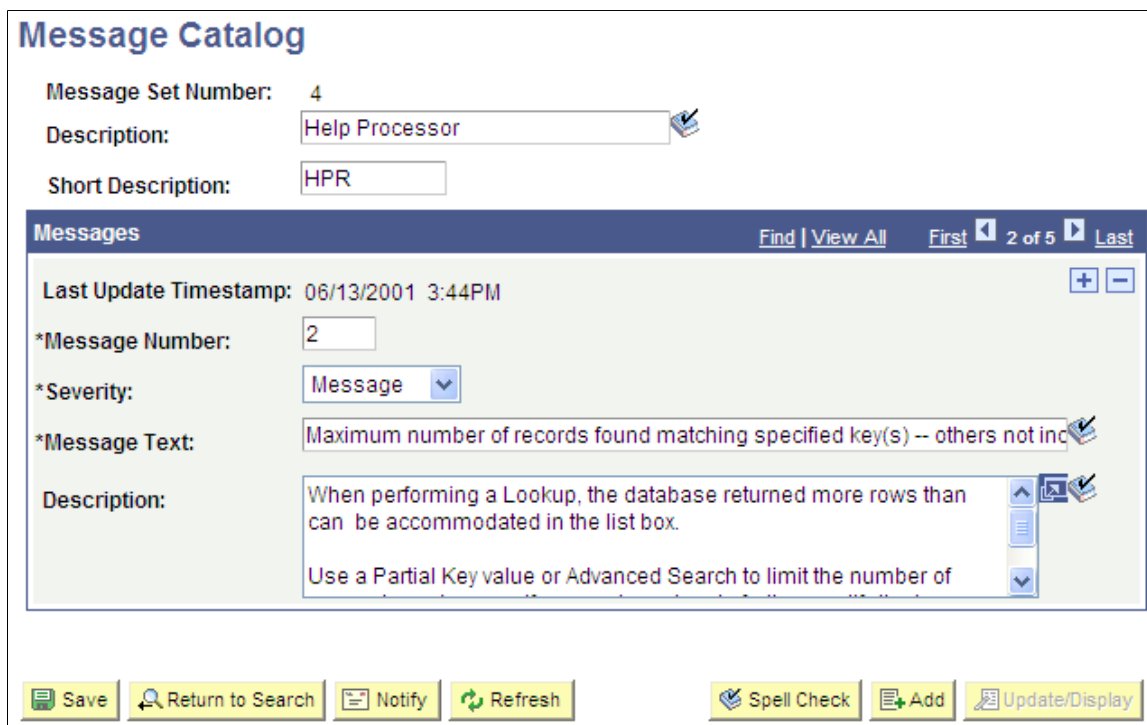 Message Catalog
Message Set Number: 4
Description: Help Processor
Short Description: HPR
Messages Find | View All First 2 of 5 Last
Last Update Timestamp: 06/13/2001 3:44PM
*Message Number: 2
*Severity: Message
*Message Text: Maximum number of records found matching specified key(s) -- others not inc
Description: When performing a Lookup, the database returned more rows than
can be accommodated in the list box.
Use a Partial Key value or Advanced Search to limit the number of
Save Return to Search Notify Refresh Spell Check Add Update/Display